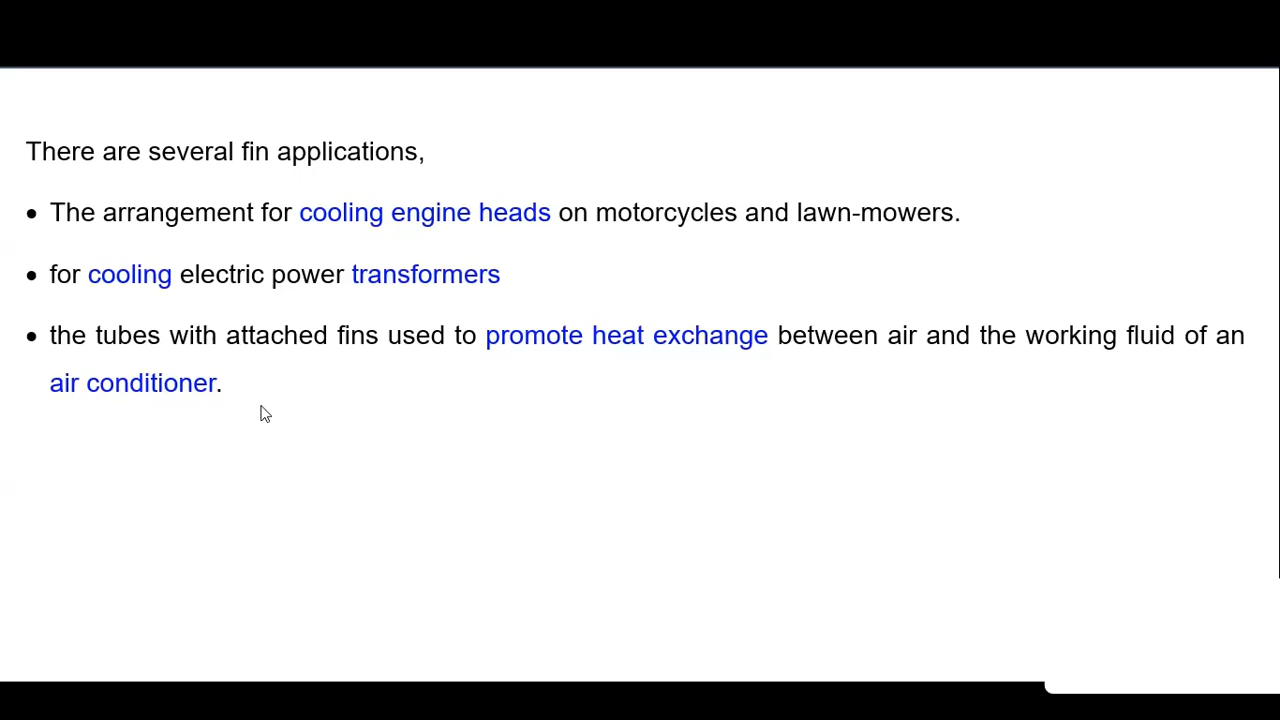 There are several fin applications,
• The arrangement for cooling engine heads on motorcycles and lawn-mowers.
• for cooling electric power transformers
• the tubes with attached fins used to promote heat exchange between air and the working fluid of an
air conditioner.